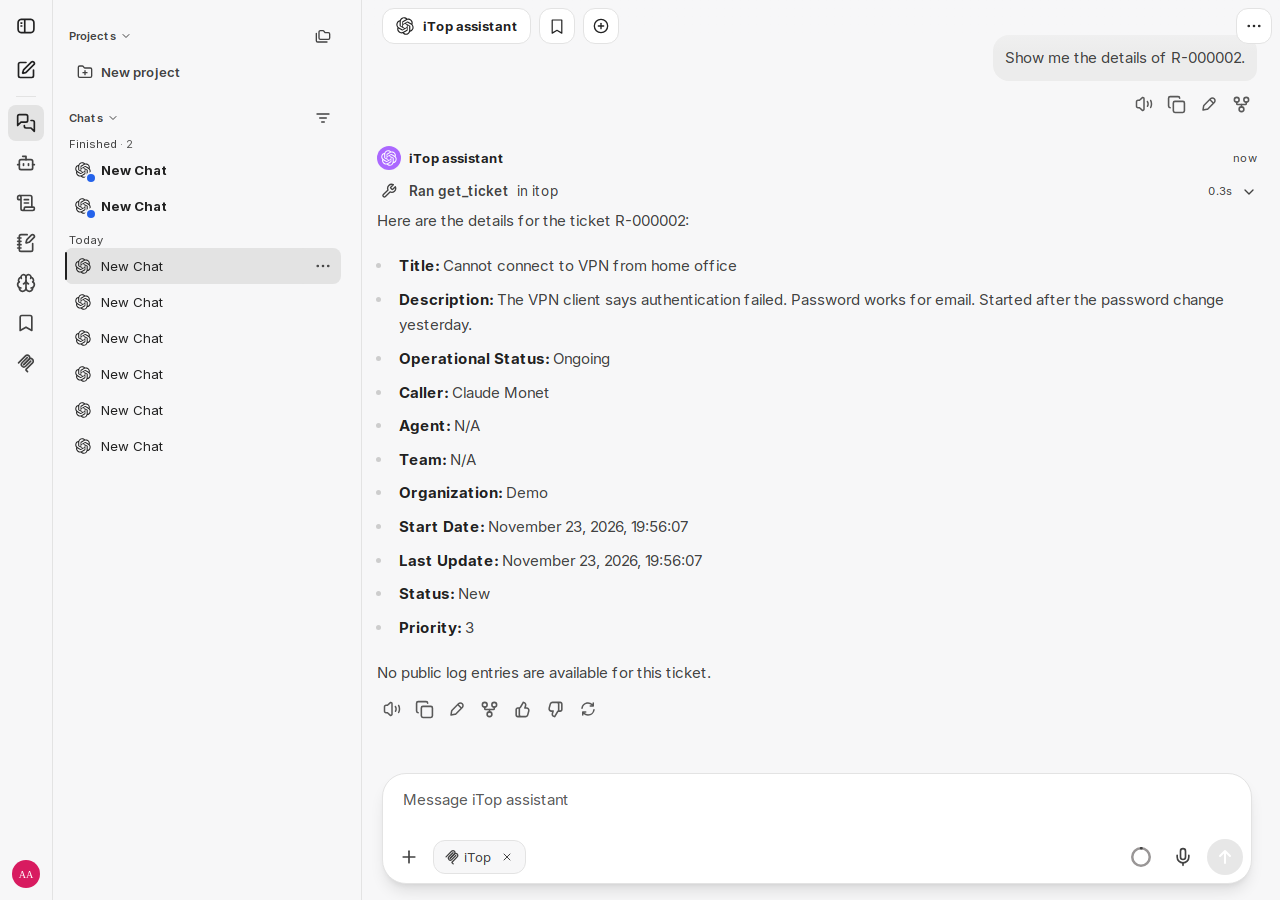 Projects
New project
Chats
Finished · 2
New Chat
New Chat
Today
New Chat
New Chat
New Chat
New Chat
New Chat
New Chat
AA
iTop assistant
Show me the details of R-000002.
iTop assistant
now
Ran get_ticket in itop
0.3s
Here are the details for the ticket R-000002:
Title: Cannot connect to VPN from home office
Description: The VPN client says authentication failed. Password works for email. Started after the password change
yesterday.
Operational Status: Ongoing
Caller: Claude Monet
Agent: N/A
Team: N/A
Organization: Demo
Start Date: November 23, 2026, 19:56:07
Last Update: November 23, 2026, 19:56:07
Status: New
Priority: 3
No public log entries are available for this ticket.
Message iTop assistant
iTop